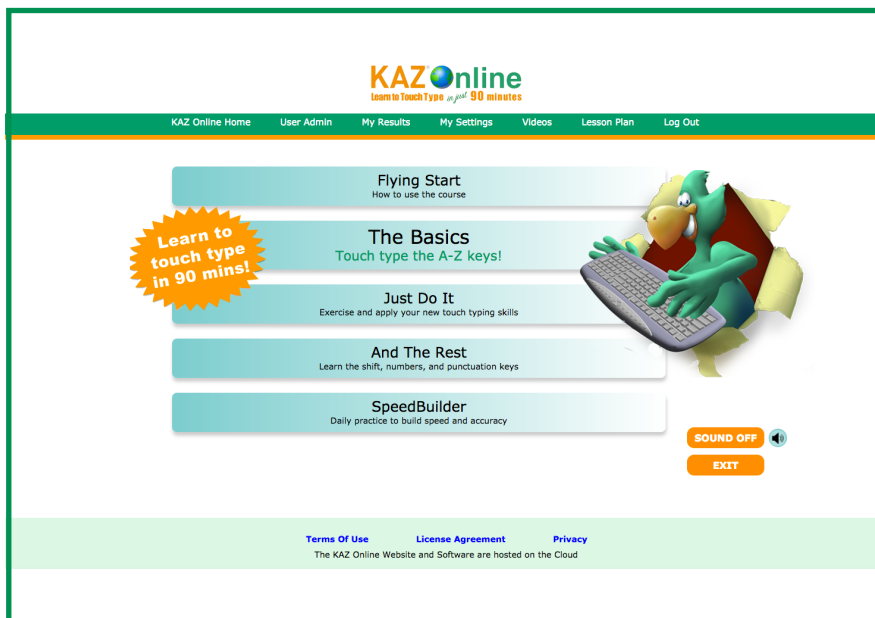 KAZ Online
Learn to Touch Type in just 90 minutes
KAZ Online Home User Admin My Results My Settings Videos Lesson Plan Log Out
Flying Start
How to use the course
Learn to
touch type
in 90 mins!
The Basics
Touch type the A-Z keys!
Just Do It
Exercise and apply your new touch typing skills
And The Rest
Learn the shift, numbers, and punctuation keys
SpeedBuilder
Daily practice to build speed and accuracy
SOUND OFF
EXIT
Terms Of Use License Agreement Privacy
The KAZ Online Website and Software are hosted on the Cloud